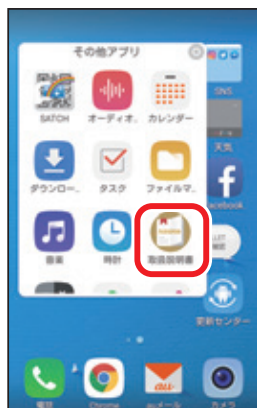 その他アプリ
SNS
SATCH オーディオ.. カレンダー
天気
ダウンロー.. タスク ファイルマ..
Facebook
音楽 時計 取扱説明書
更新センター
au
電話 Chrome auメール カメラ